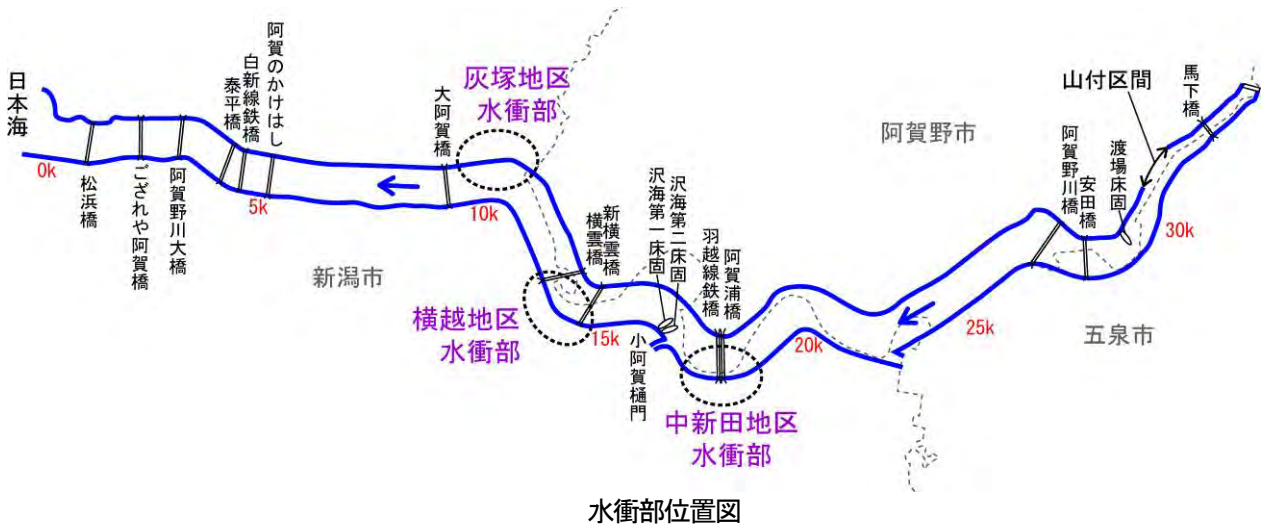 日本海
0k
松浜橋
ござれや阿賀橋
阿賀野川大橋
泰平橋
白新線鉄橋
阿賀のかけはし
5k
新潟市
大阿賀橋
10k
灰塚地区
水衝部
横越地区
水衝部
横雲橋
新横雲橋
15k
小阿賀樋門
沢海第一床固
沢海第二床固
羽越線鉄橋
阿賀浦橋
中新田地区
水衝部
20k
阿賀野市
25k
阿賀野川橋
安田橋
渡場床固
山付区間
馬下橋
30k
五泉市
水衝部位置図